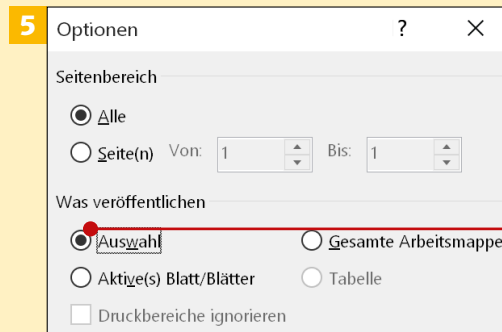 5
Optionen ? ×
Seitenbereich
Alle
Seite(n) Von: 1 Bis: 1
Was veröffentlichen
Auswahl Gesamte Arbeitsmappe
Aktive(s) Blatt/Blätter Tabelle
Druckbereiche ignorieren